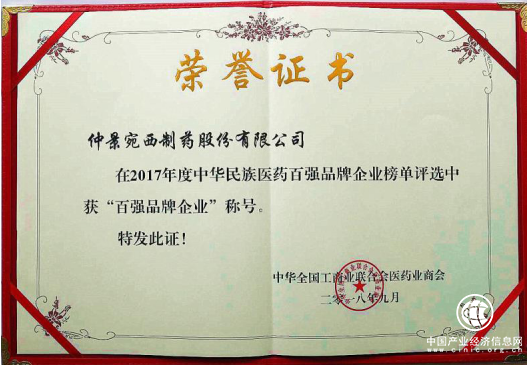 荣誉证书
仲景宛西制药股份有限公司
在2017年度中华民族医药百强品牌企业榜单评选中
获“百强品牌企业”称号。
特发此证！
中华全国工商业联合会医药业商会
二〇一八年九月
中国产业经济信息网
www.cinic.org.cn